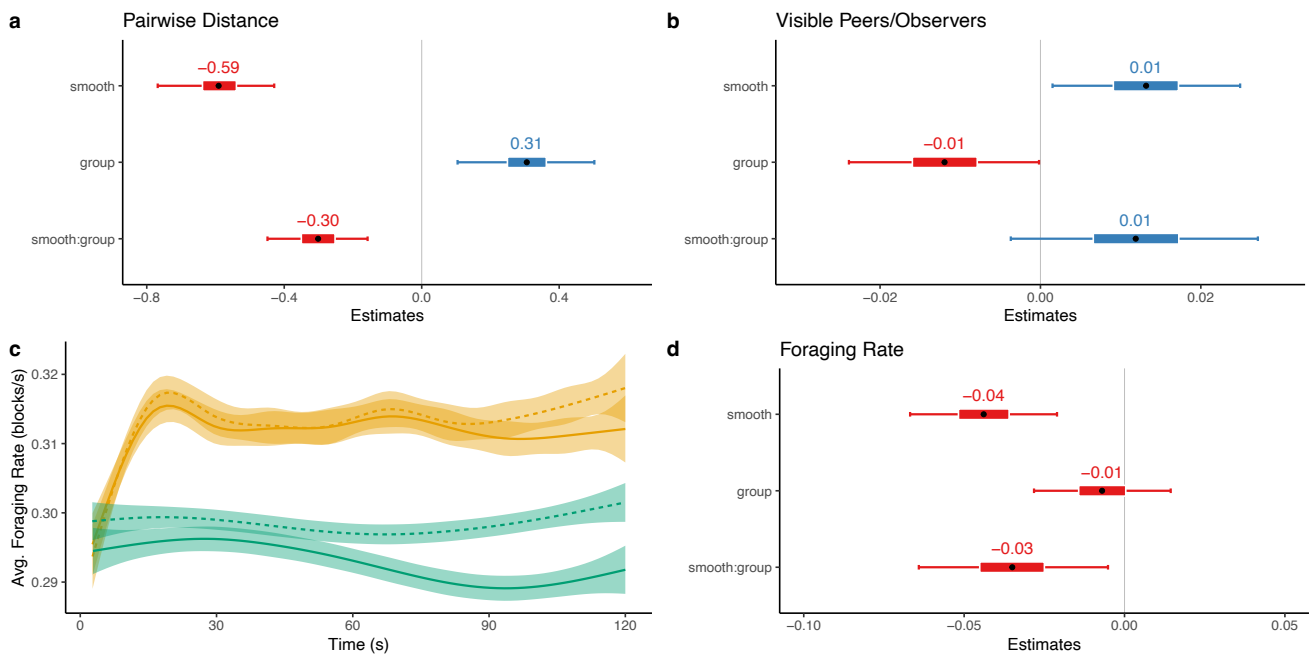 a Pairwise Distance
smooth
group
smooth:group
−0.59
0.31
−0.30
−0.8 −0.4 0.0 0.4
Estimates
b Visible Peers/Observers
smooth
group
smooth:group
0.01
−0.01
0.01
−0.02 0.00 0.02
Estimates
c
Avg. Foraging Rate (blocks/s)
0.32
0.31
0.30
0.29
0 30 60 90 120
Time (s)
d Foraging Rate
smooth
group
smooth:group
−0.04
−0.01
−0.03
−0.10 −0.05 0.00 0.05
Estimates